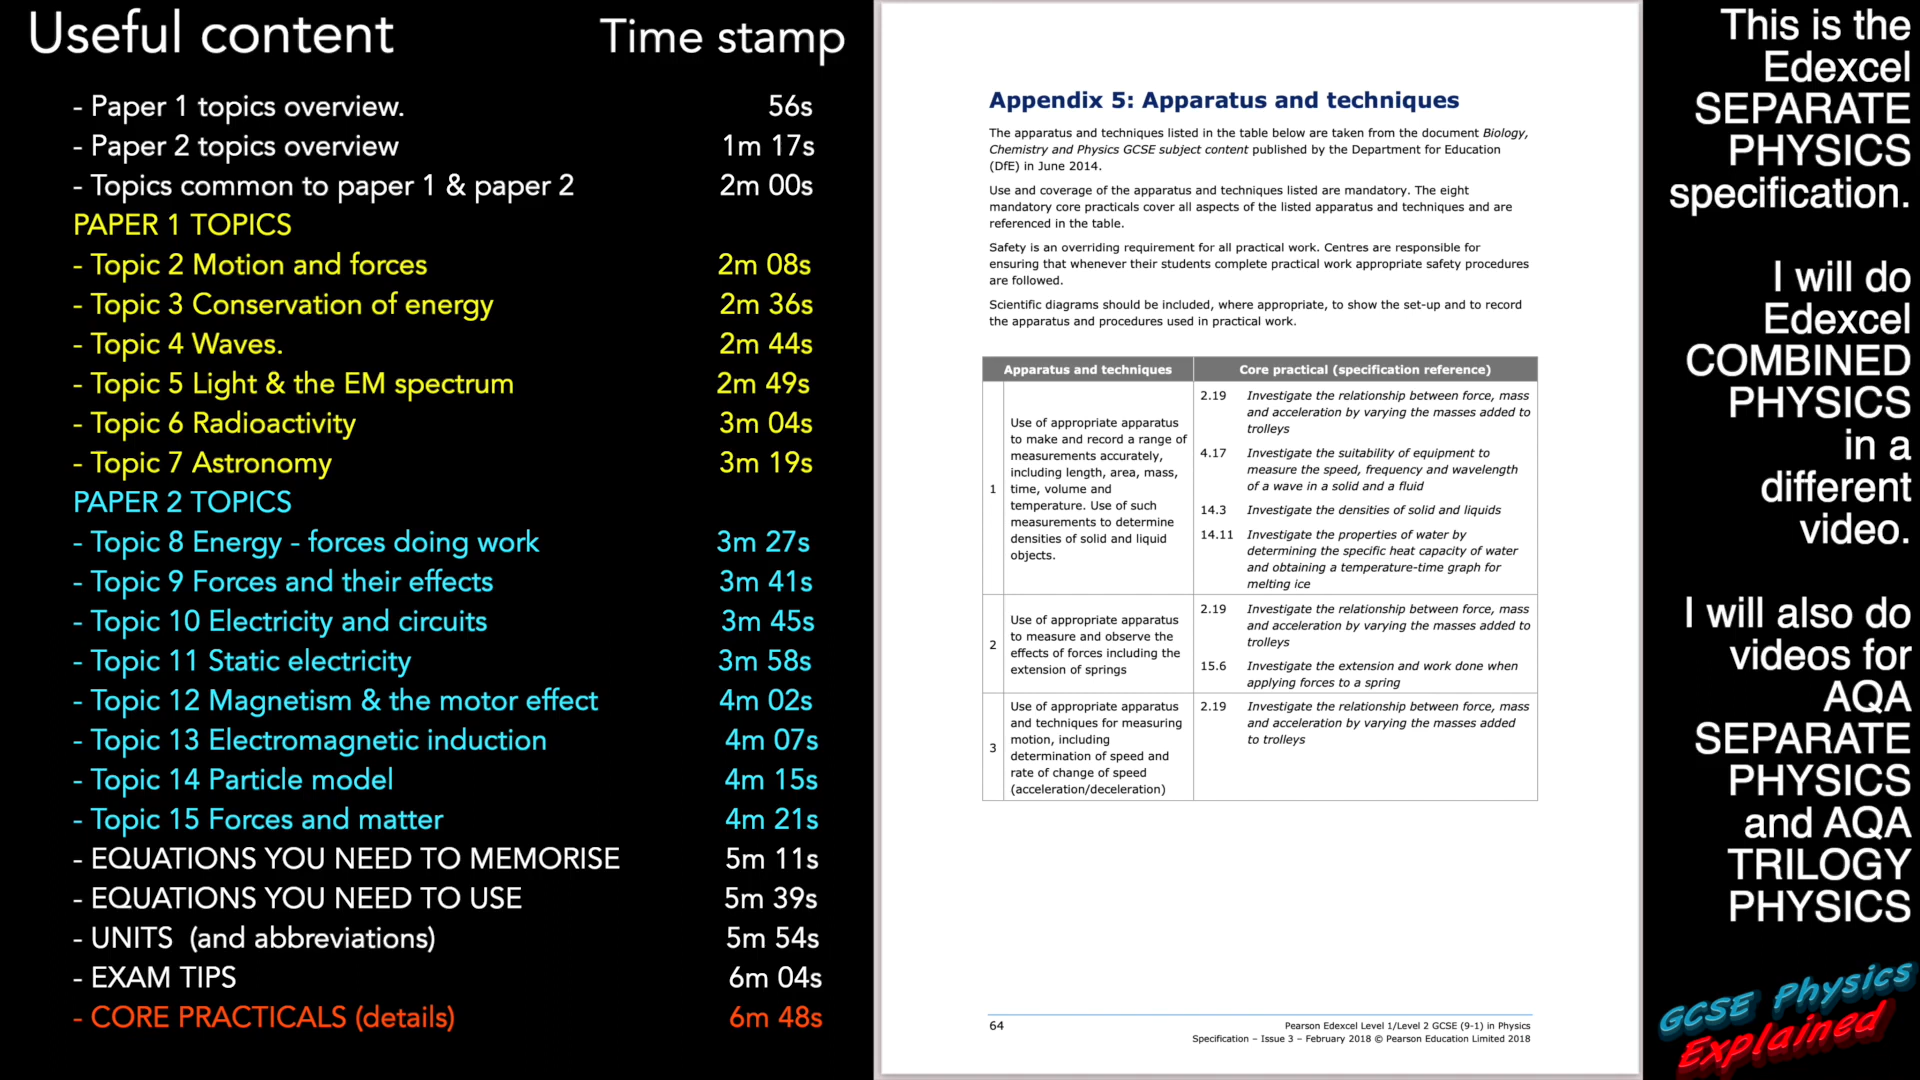 Useful content Time stamp
- Paper 1 topics overview. 56s
- Paper 2 topics overview 1m 17s
- Topics common to paper 1 & paper 2 2m 00s
PAPER 1 TOPICS
- Topic 2 Motion and forces 2m 08s
- Topic 3 Conservation of energy 2m 36s
- Topic 4 Waves. 2m 44s
- Topic 5 Light & the EM spectrum 2m 49s
- Topic 6 Radioactivity 3m 04s
- Topic 7 Astronomy 3m 19s
PAPER 2 TOPICS
- Topic 8 Energy - forces doing work 3m 27s
- Topic 9 Forces and their effects 3m 41s
- Topic 10 Electricity and circuits 3m 45s
- Topic 11 Static electricity 3m 58s
- Topic 12 Magnetism & the motor effect 4m 02s
- Topic 13 Electromagnetic induction 4m 07s
- Topic 14 Particle model 4m 15s
- Topic 15 Forces and matter 4m 21s
- EQUATIONS YOU NEED TO MEMORISE 5m 11s
- EQUATIONS YOU NEED TO USE 5m 39s
- UNITS (and abbreviations) 5m 54s
- EXAM TIPS 6m 04s
- CORE PRACTICALS (details) 6m 48s
Appendix 5: Apparatus and techniques
The apparatus and techniques listed in the table below are taken from the document Biology,
Chemistry and Physics GCSE subject content published by the Department for Education
(DfE) in June 2014.
Use and coverage of the apparatus and techniques listed are mandatory. The eight
mandatory core practicals cover all aspects of the listed apparatus and techniques and are
referenced in the table.
Safety is an overriding requirement for all practical work. Centres are responsible for
ensuring that whenever their students complete practical work appropriate safety procedures
are followed.
Scientific diagrams should be included, where appropriate, to show the set-up and to record
the apparatus and procedures used in practical work.
Apparatus and techniques Core practical (specification reference)
1
Use of appropriate apparatus
to make and record a range of
measurements accurately,
including length, area, mass,
time, volume and
temperature. Use of such
measurements to determine
densities of solid and liquid
objects.
2.19 Investigate the relationship between force, mass
and acceleration by varying the masses added to
trolleys
4.17 Investigate the suitability of equipment to
measure the speed, frequency and wavelength
of a wave in a solid and a fluid
14.3 Investigate the densities of solid and liquids
14.11 Investigate the properties of water by
determining the specific heat capacity of water
and obtaining a temperature-time graph for
melting ice
2
Use of appropriate apparatus
to measure and observe the
effects of forces including the
extension of springs
2.19 Investigate the relationship between force, mass
and acceleration by varying the masses added to
trolleys
15.6 Investigate the extension and work done when
applying forces to a spring
3
Use of appropriate apparatus
and techniques for measuring
motion, including
determination of speed and
rate of change of speed
(acceleration/deceleration)
2.19 Investigate the relationship between force, mass
and acceleration by varying the masses added
to trolleys
64
Pearson Edexcel Level 1/Level 2 GCSE (9-1) in Physics
Specification – Issue 3 – February 2018 © Pearson Education Limited 2018
This is the
Edexcel
SEPARATE
PHYSICS
specification.
I will do
Edexcel
COMBINED
PHYSICS
in a
different
video.
I will also do
videos for
AQA
SEPARATE
PHYSICS
and AQA
TRILOGY
PHYSICS
GCSE Physics
Explained